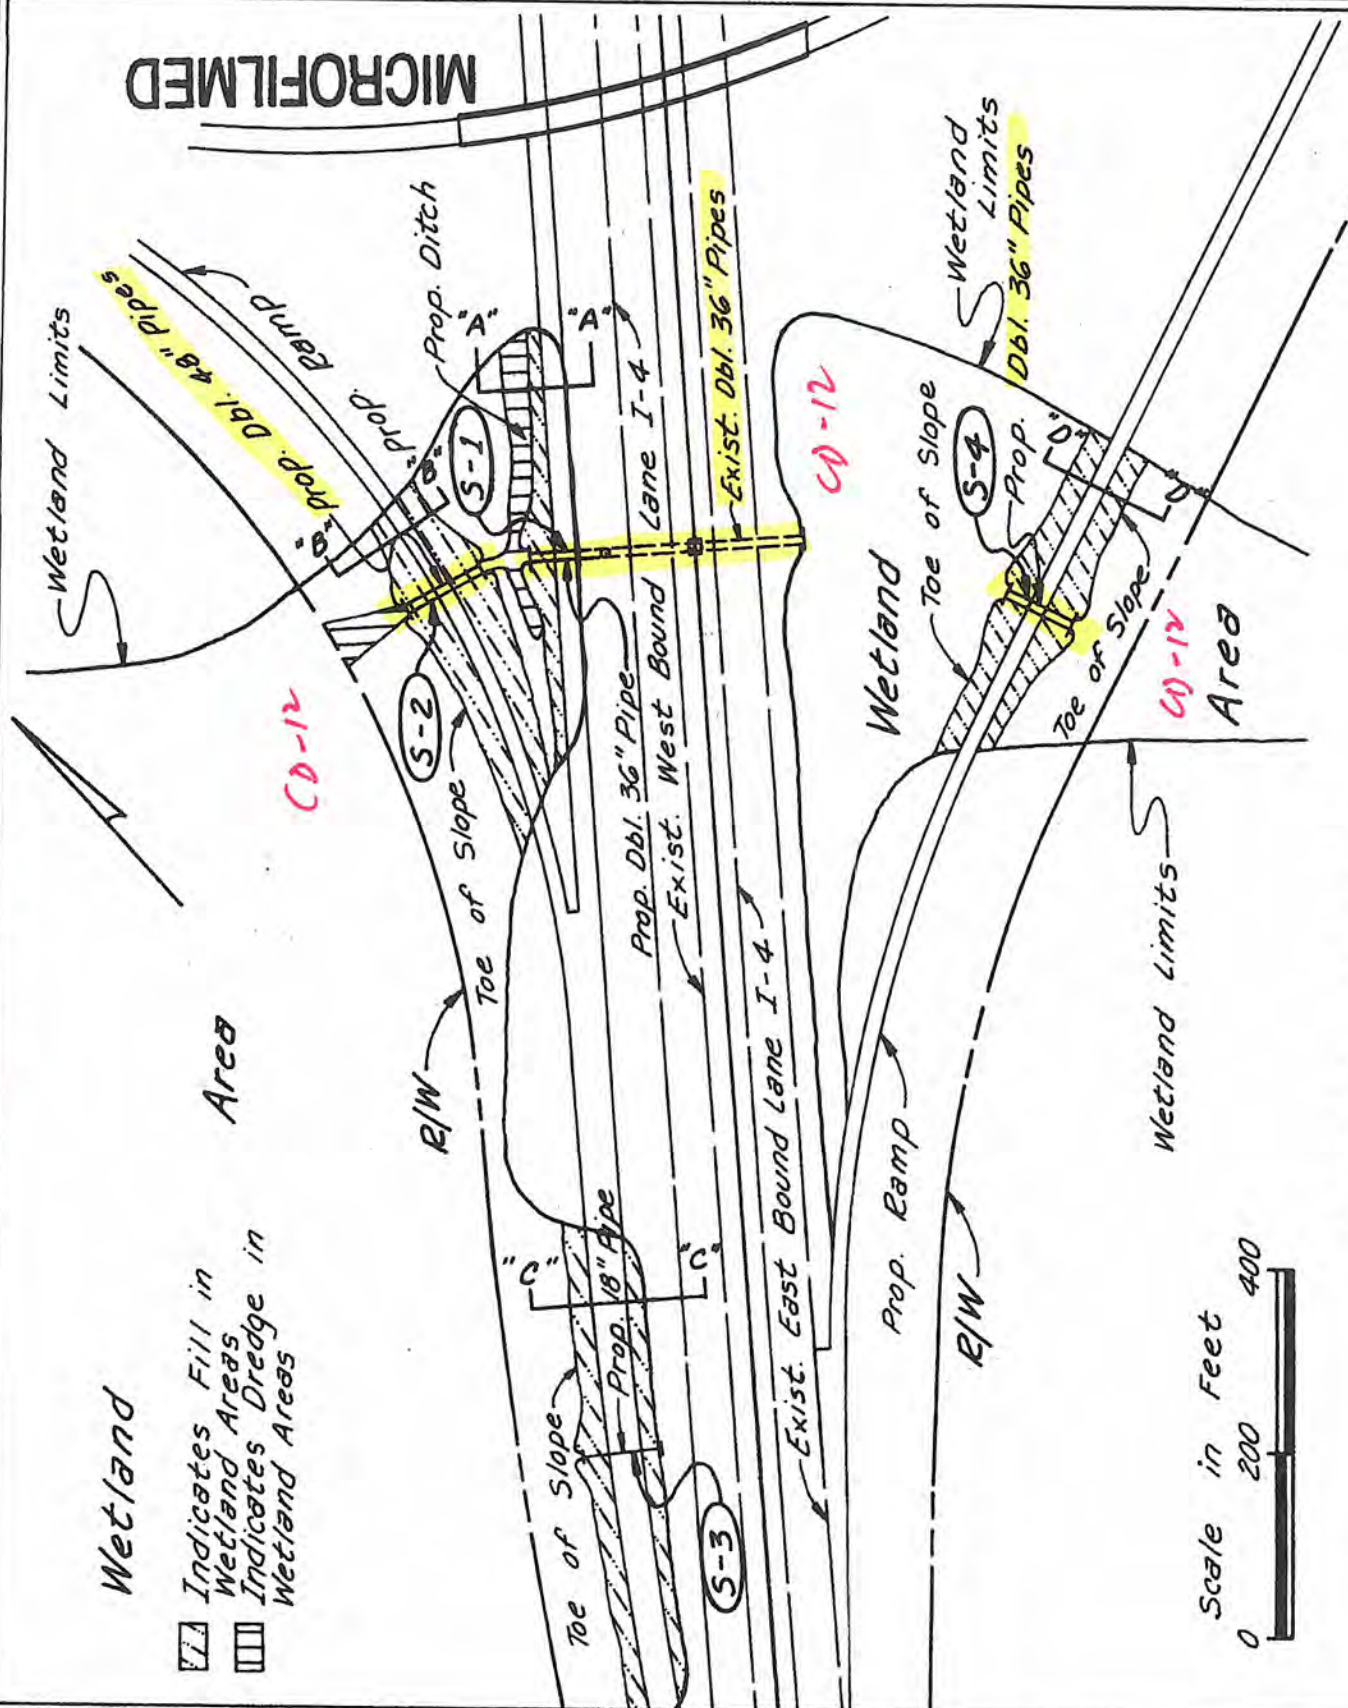 MICROFILMED
Wetland Limits
Prop. Dbl. 48" Pipes
Prop. Ramp
Prop. Ditch
"A"
"A"
"B"
"B"
S-1
S-2
CD-12
Lane I-4
Exist. Dbl. 36" Pipes
CD-12
Wetland
Limits
Dbl. 36" Pipes
Prop.
S-4
Toe of Slope
"D"
"D"
Wetland
Toe of Slope
CD-12
Area
Wetland Limits
Toe of Slope
R/W
Prop. Dbl. 36" Pipe
Exist. West Bound
Area
"C"
"C"
Prop. 18" Pipe
Toe of Slope
S-3
Exist. East Bound Lane I-4
Prop. Ramp
R/W
Wetland
Indicates Fill in
Wetland Areas
Indicates Dredge in
Wetland Areas
Scale in Feet
0 200 400